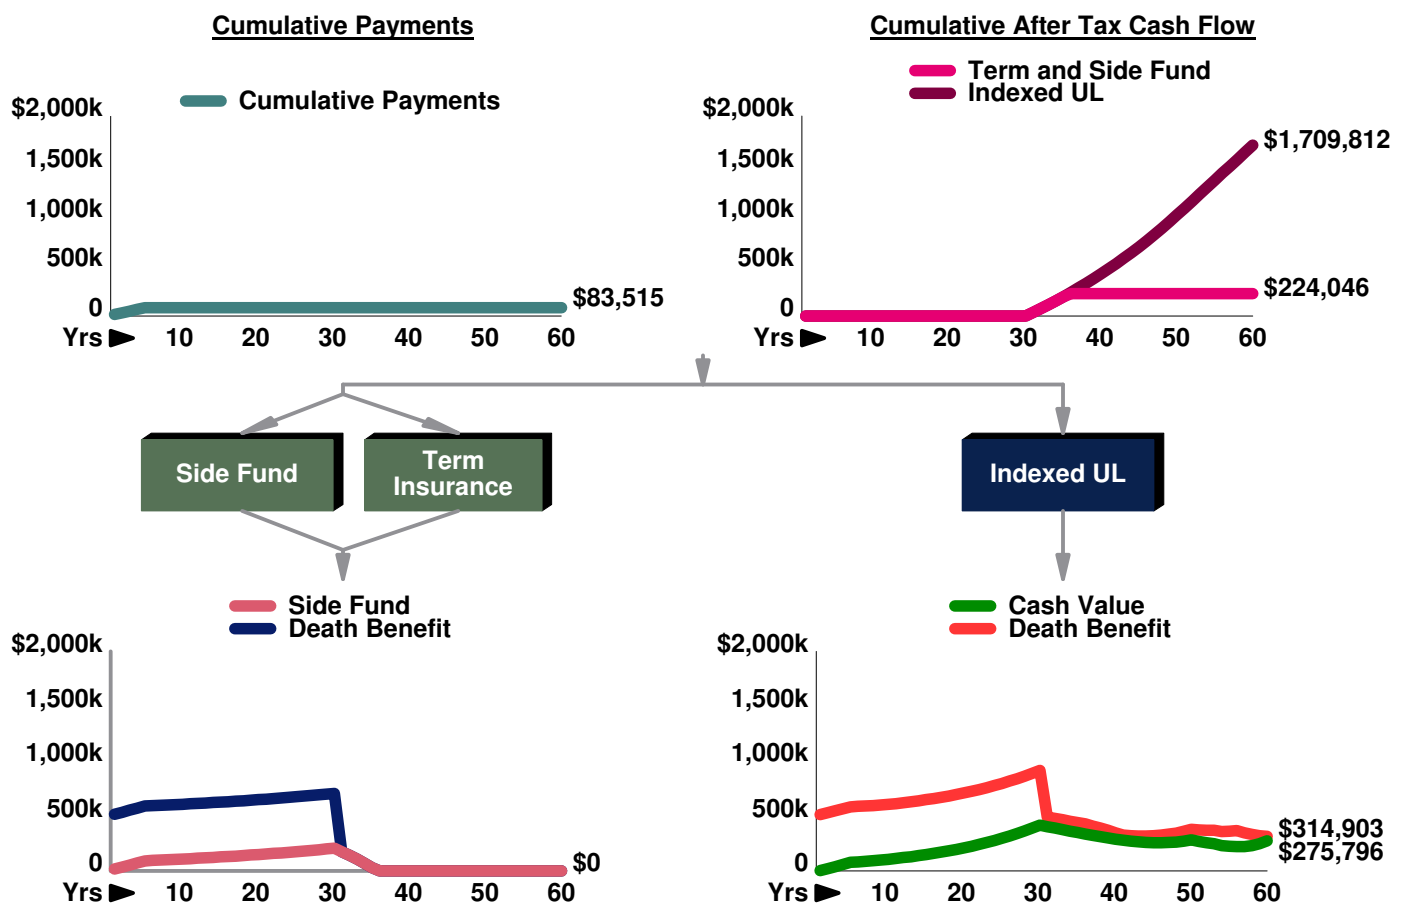 Cumulative Payments
Cumulative Payments
$2,000k
1,500k
1,000k
500k
0
$83,515
Yrs 10 20 30 40 50 60
Cumulative After Tax Cash Flow
Term and Side Fund
Indexed UL
$2,000k
1,500k
1,000k
500k
0
$1,709,812
$224,046
Yrs 10 20 30 40 50 60
Side Fund
Term
Insurance
Indexed UL
Side Fund
Death Benefit
$2,000k
1,500k
1,000k
500k
0
$0
Yrs 10 20 30 40 50 60
Cash Value
Death Benefit
$2,000k
1,500k
1,000k
500k
0
$314,903
$275,796
Yrs 10 20 30 40 50 60